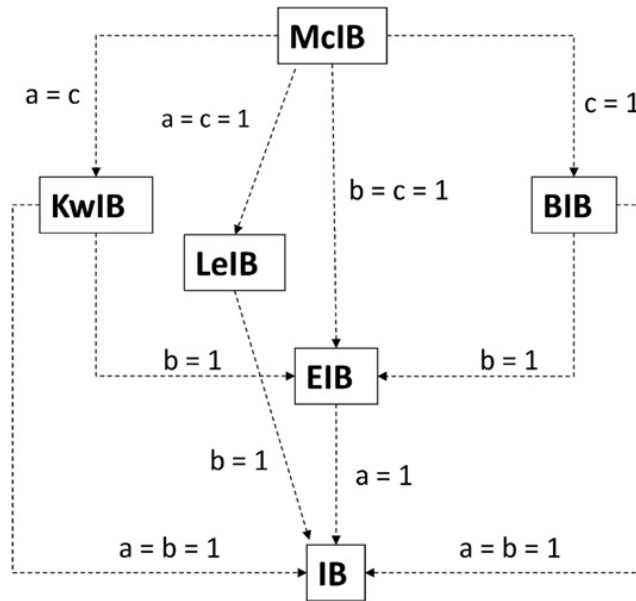 McIB
a = c
a = c = 1
c = 1
b = c = 1
KwIB
BIB
LeIB
b = 1
EIB
b = 1
b = 1
a = 1
a = b = 1
IB
a = b = 1